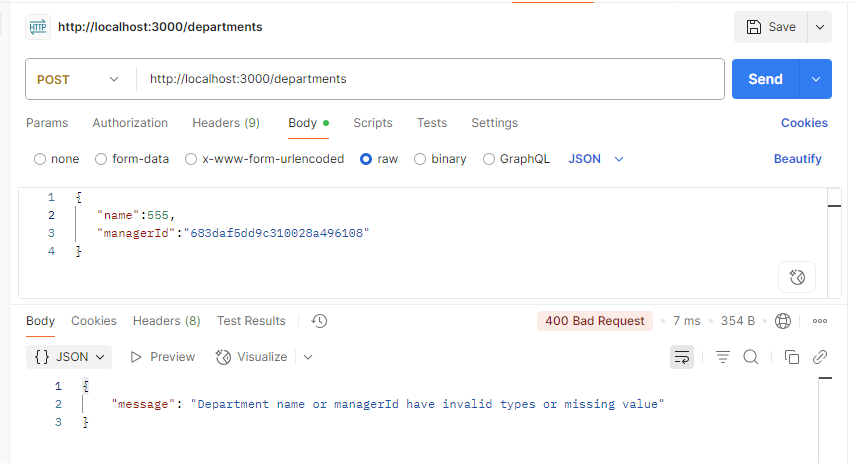 HTTP http://localhost:3000/departments Save
POST http://localhost:3000/departments Send
Params Authorization Headers (9) Body Scripts Tests Settings Cookies
none form-data x-www-form-urlencoded raw binary GraphQL JSON Beautify
1 {
2 "name":555,
3 "managerId":"683daf5dd9c310028a496108"
4 }
Body Cookies Headers (8) Test Results 400 Bad Request • 7 ms • 354 B
{} JSON Preview Visualize
1 {
2 "message": "Department name or managerId have invalid types or missing value"
3 }